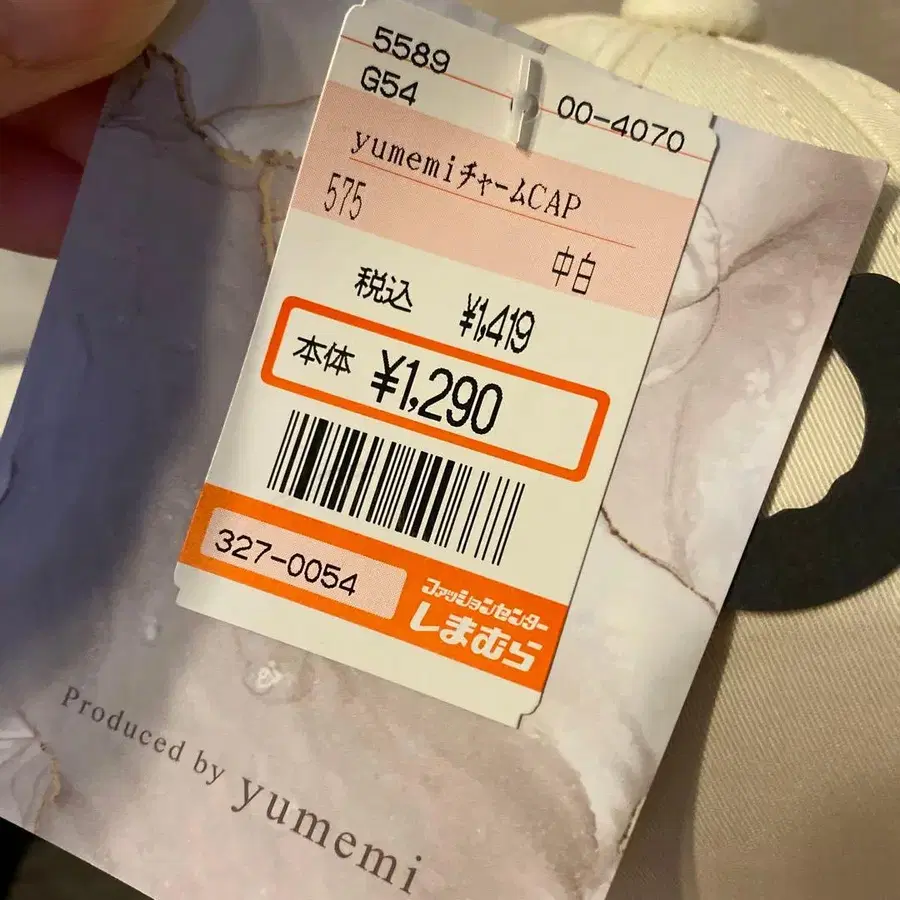 5589
G54
00-4070
yumemiチャームCAP
575
中白
税込 ¥1,419
本体 ¥1,290
327-0054
ファッションセンター
しまむら
Produced by yumemi